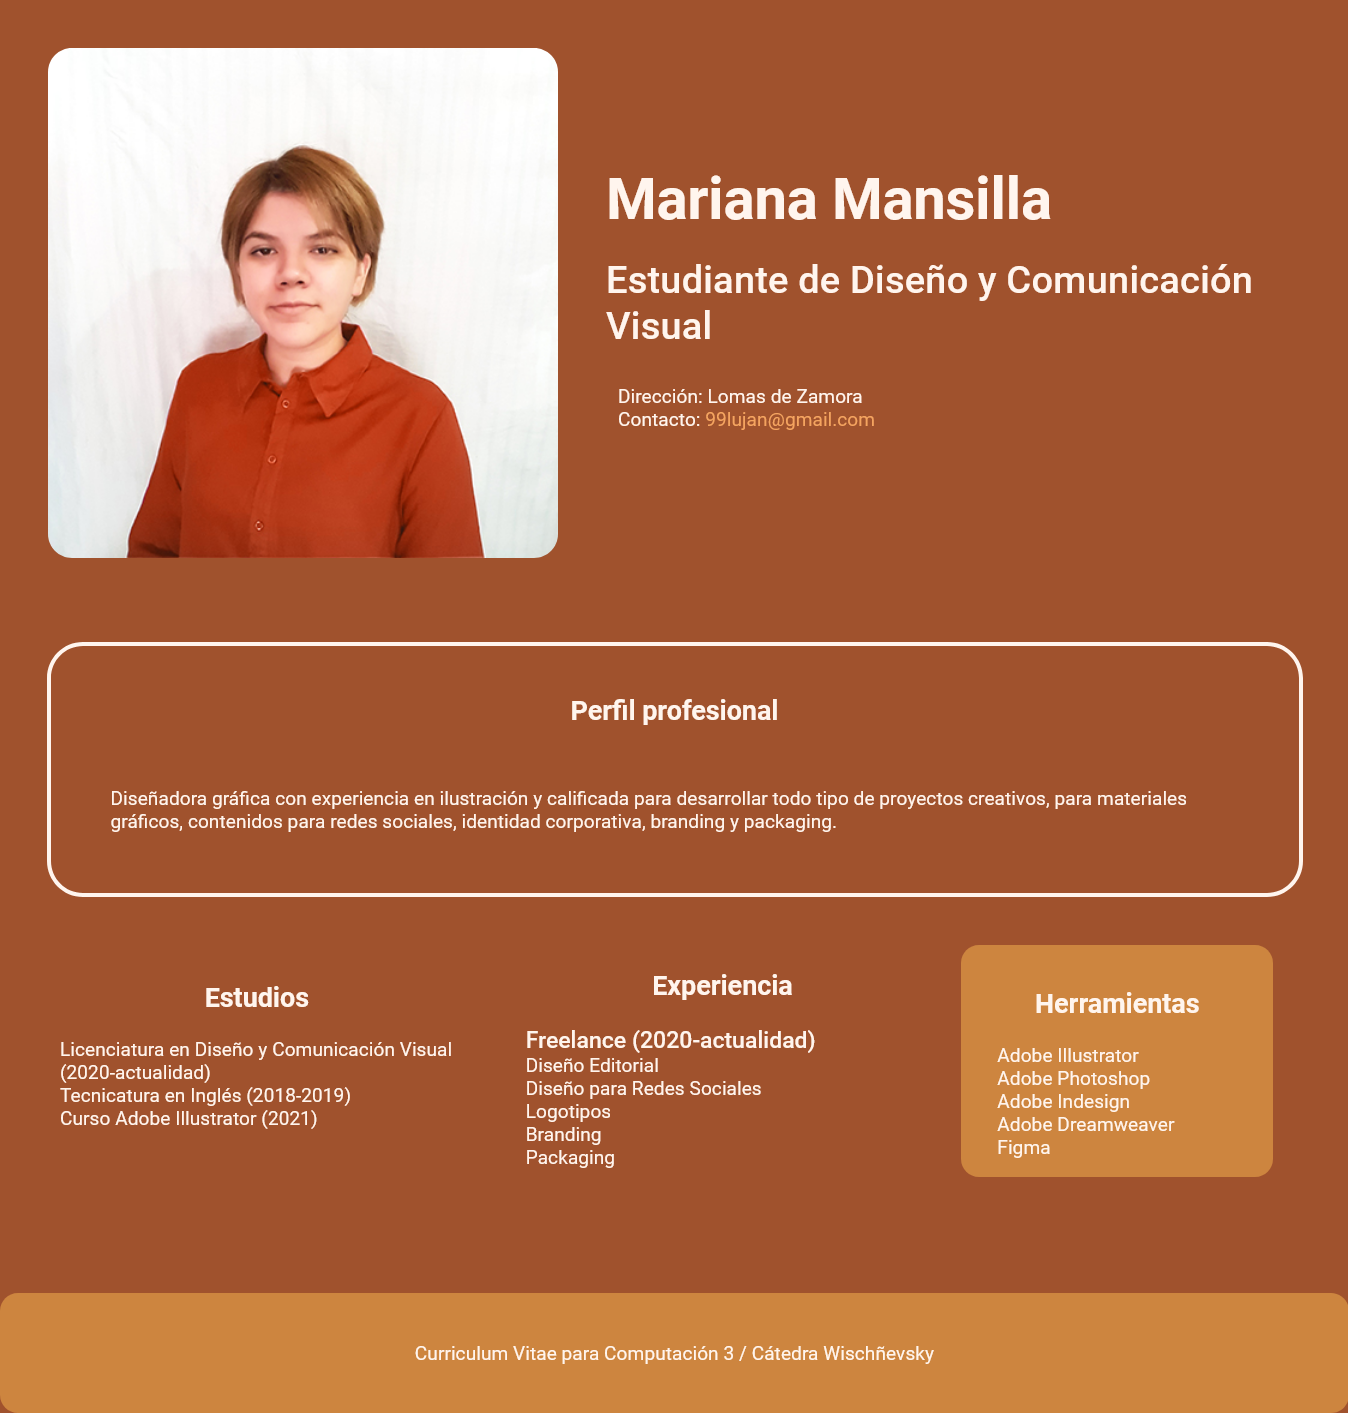 Mariana Mansilla
Estudiante de Diseño y Comunicación
Visual
Dirección: Lomas de Zamora
Contacto: 99lujan@gmail.com
Perfil profesional
Diseñadora gráfica con experiencia en ilustración y calificada para desarrollar todo tipo de proyectos creativos, para materiales
gráficos, contenidos para redes sociales, identidad corporativa, branding y packaging.
Estudios
Licenciatura en Diseño y Comunicación Visual
(2020-actualidad)
Tecnicatura en Inglés (2018-2019)
Curso Adobe Illustrator (2021)
Experiencia
Freelance (2020-actualidad)
Diseño Editorial
Diseño para Redes Sociales
Logotipos
Branding
Packaging
Herramientas
Adobe Illustrator
Adobe Photoshop
Adobe Indesign
Adobe Dreamweaver
Figma
Curriculum Vitae para Computación 3 / Cátedra Wischñevsky